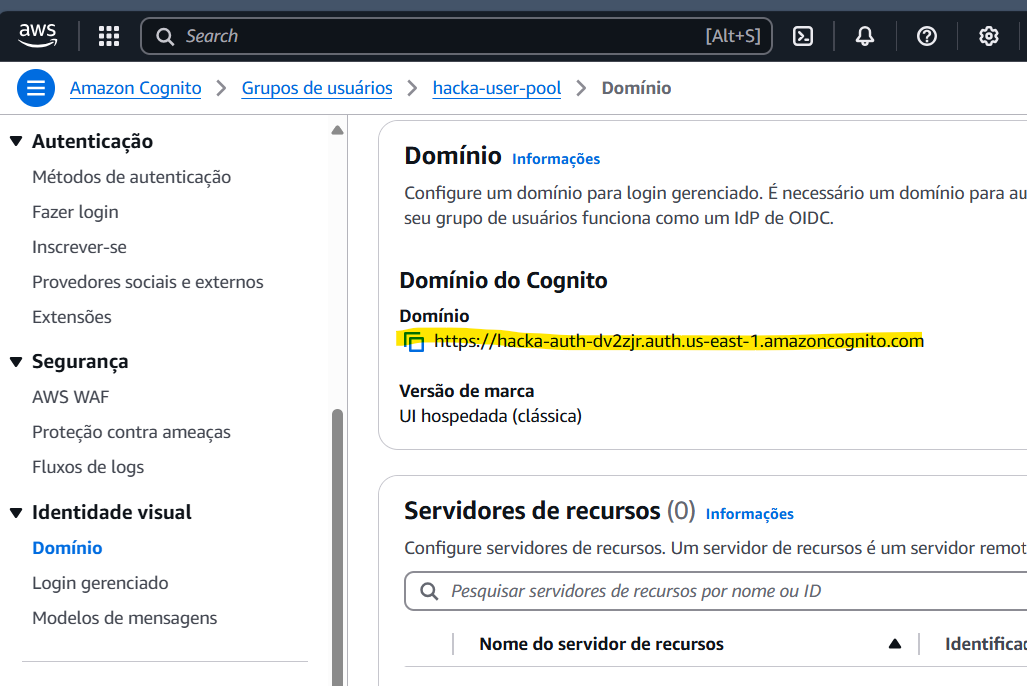 aws Search [Alt+S]
Amazon Cognito > Grupos de usuários > hacka-user-pool > Domínio
Autenticação
Métodos de autenticação
Fazer login
Inscrever-se
Provedores sociais e externos
Extensões
Segurança
AWS WAF
Proteção contra ameaças
Fluxos de logs
Identidade visual
Domínio
Login gerenciado
Modelos de mensagens
Domínio Informações
Configure um domínio para login gerenciado. É necessário um domínio para au
seu grupo de usuários funciona como um IdP de OIDC.
Domínio do Cognito
Domínio
https://hacka-auth-dv2zjr.auth.us-east-1.amazoncognito.com
Versão de marca
UI hospedada (clássica)
Servidores de recursos (0) Informações
Configure servidores de recursos. Um servidor de recursos é um servidor remot
Pesquisar servidores de recursos por nome ou ID
Nome do servidor de recursos Identificad